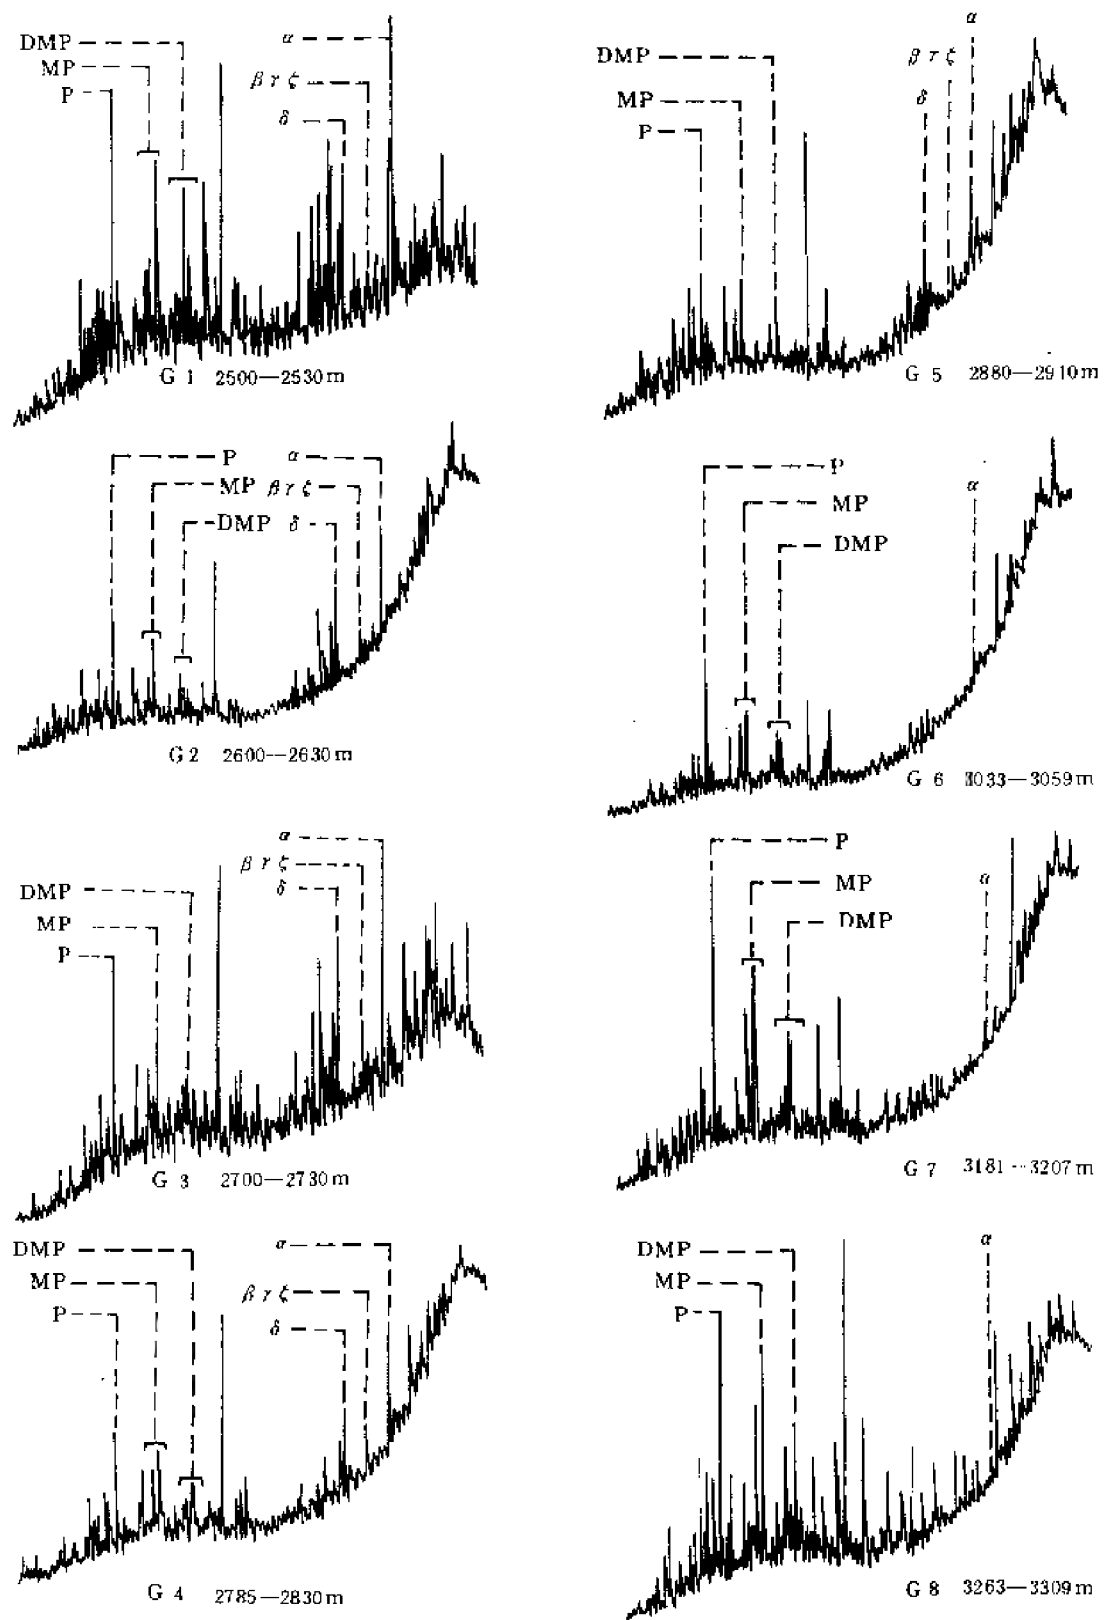 DMP
MP
P
α
β γ ζ
δ
G 1 2500—2530 m
P
MP
DMP
α
β γ ζ
δ
G 2 2600—2630 m
α
β γ ζ
δ
DMP
MP
P
G 3 2700—2730 m
DMP
MP
P
α
β γ ζ
δ
G 4 2785—2830 m
α
β γ ζ
δ
DMP
MP
P
G 5 2880—2910 m
P
MP
DMP
α
G 6 3033—3059 m
P
MP
DMP
α
G 7 3181—3207 m
DMP
MP
P
α
G 8 3263—3309 m